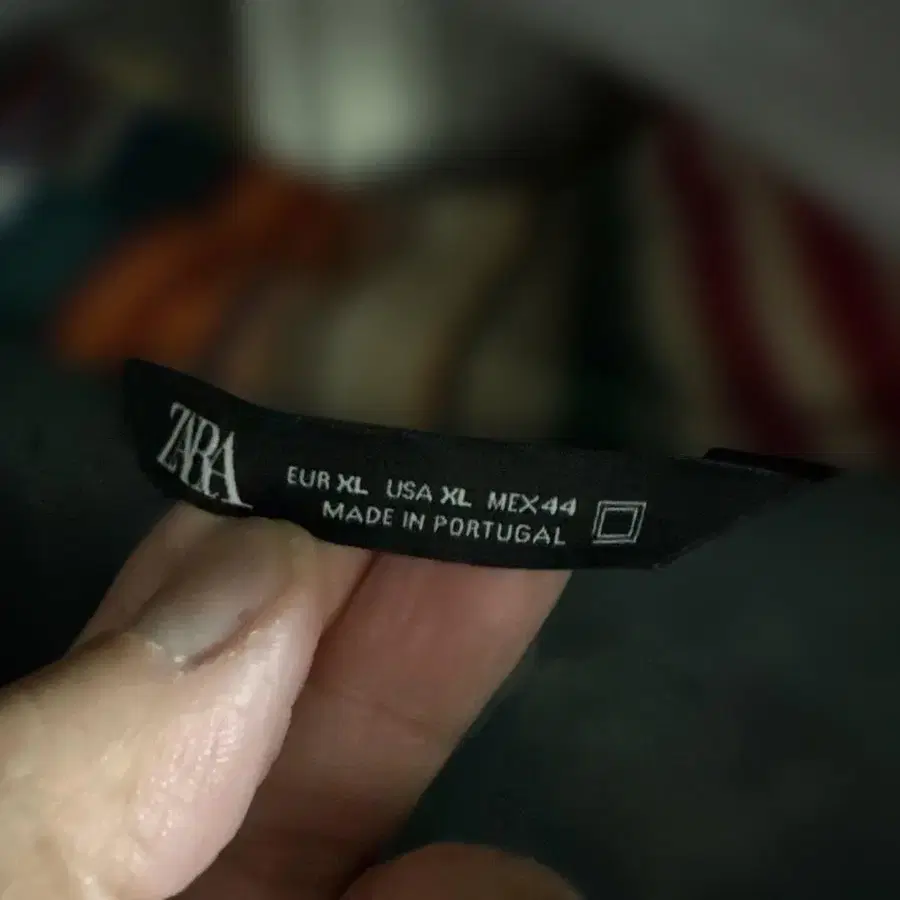 ZARA
EUR XL USA XL MEX 44
MADE IN PORTUGAL